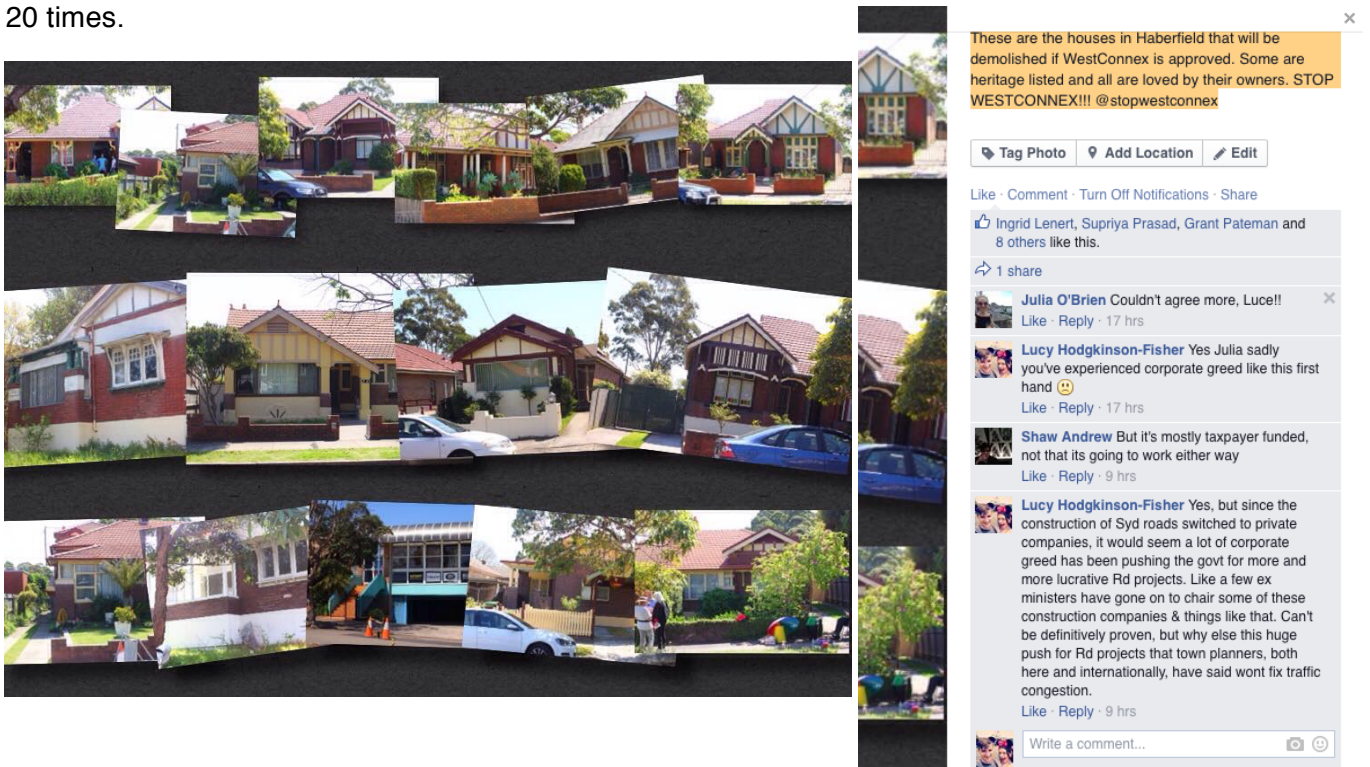 20 times.
These are the houses in Haberfield that will be
demolished if WestConnex is approved. Some are
heritage listed and all are loved by their owners. STOP
WESTCONNEX!!! @stopwestconnex
Tag Photo
Add Location
Edit
Like · Comment · Turn Off Notifications · Share
Ingrid Lenert, Supriya Prasad, Grant Pateman and
8 others like this.
1 share
Julia O'Brien Couldn't agree more, Luce!!
Like · Reply · 17 hrs
Lucy Hodgkinson-Fisher Yes Julia sadly
you've experienced corporate greed like this first
hand
Like · Reply · 17 hrs
Shaw Andrew But it's mostly taxpayer funded,
not that its going to work either way
Like · Reply · 9 hrs
Lucy Hodgkinson-Fisher Yes, but since the
construction of Syd roads switched to private
companies, it would seem a lot of corporate
greed has been pushing the govt for more and
more lucrative Rd projects. Like a few ex
ministers have gone on to chair some of these
construction companies & things like that. Can't
be definitively proven, but why else this huge
push for Rd projects that town planners, both
here and internationally, have said wont fix traffic
congestion.
Like · Reply · 9 hrs
Write a comment...